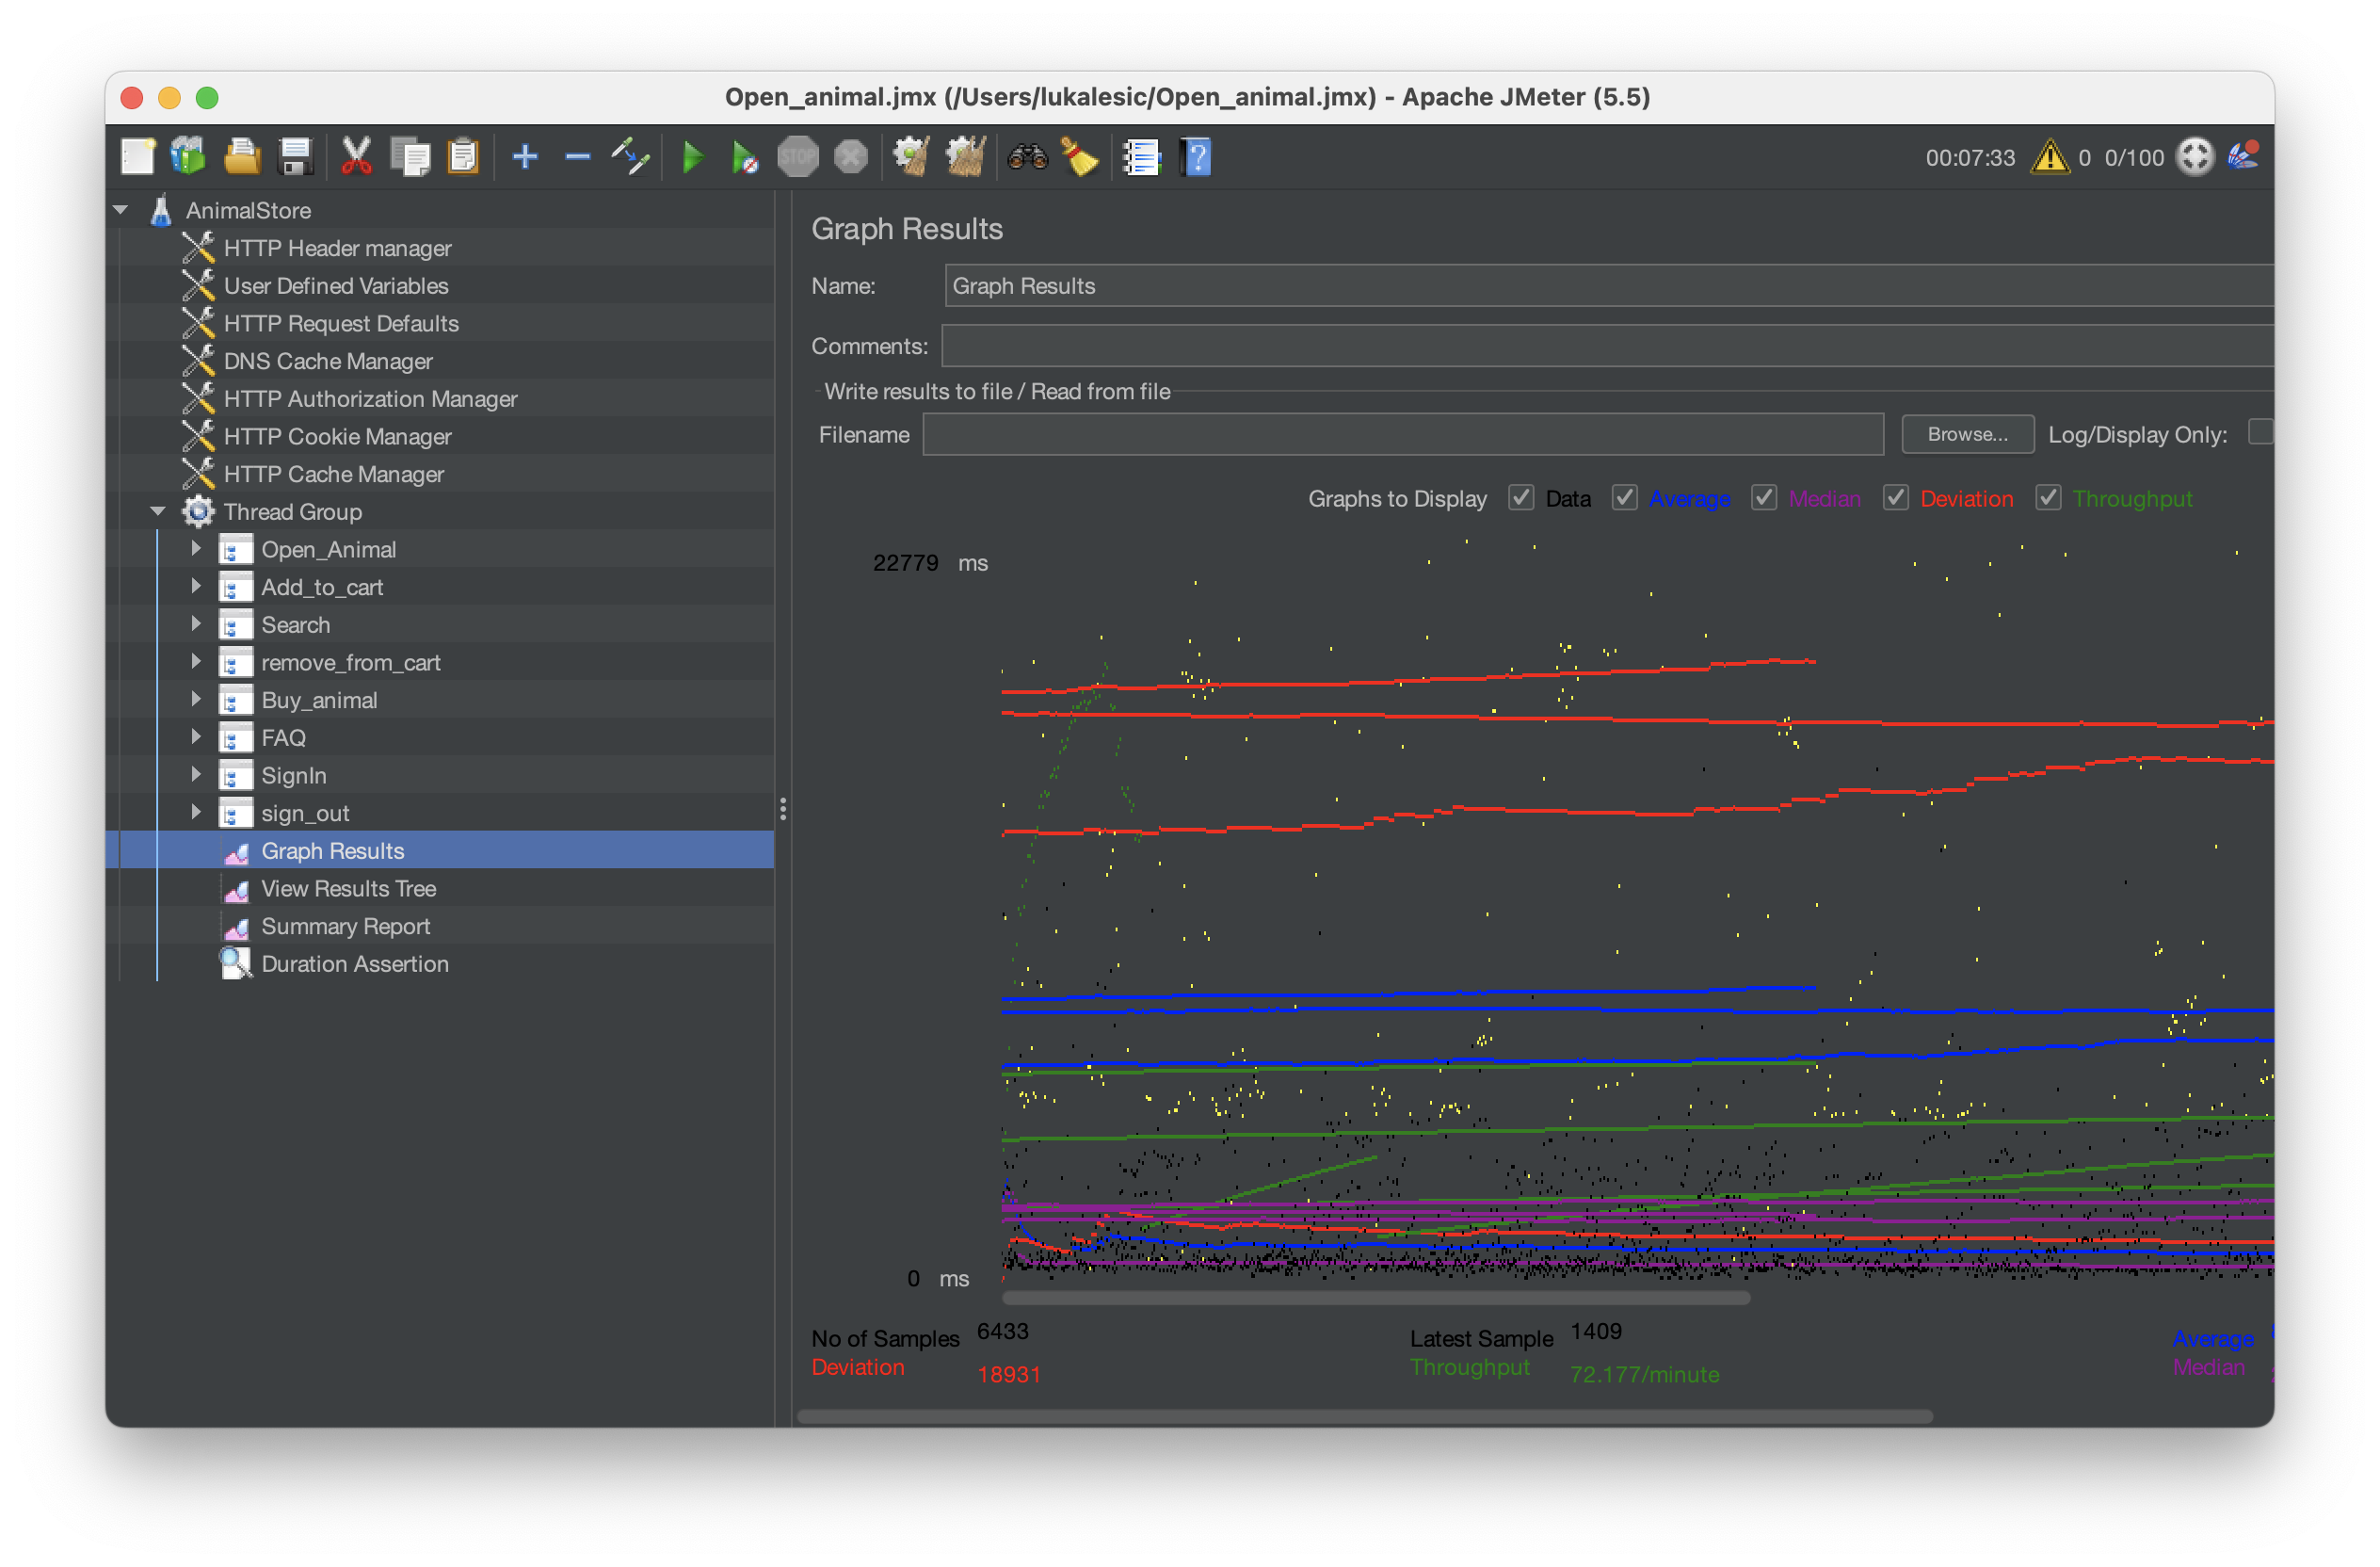 Open_animal.jmx (/Users/lukalesic/Open_animal.jmx) - Apache JMeter (5.5)
STOP
00:07:33 0 0/100
AnimalStore
HTTP Header manager
User Defined Variables
HTTP Request Defaults
DNS Cache Manager
HTTP Authorization Manager
HTTP Cookie Manager
HTTP Cache Manager
Thread Group
Open_Animal
Add_to_cart
Search
remove_from_cart
Buy_animal
FAQ
SignIn
sign_out
Graph Results
View Results Tree
Summary Report
Duration Assertion
Graph Results
Name: Graph Results
Comments:
Write results to file / Read from file
Filename Browse... Log/Display Only:
Graphs to Display Data Average Median Deviation Throughput
22779 ms
0 ms
No of Samples 6433 Latest Sample 1409 Average
Deviation 18931 Throughput 72.177/minute Median